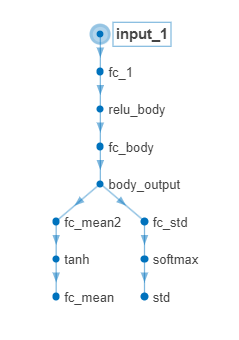 input_1
fc_1
relu_body
fc_body
body_output
fc_mean2 fc_std
tanh softmax
fc_mean std